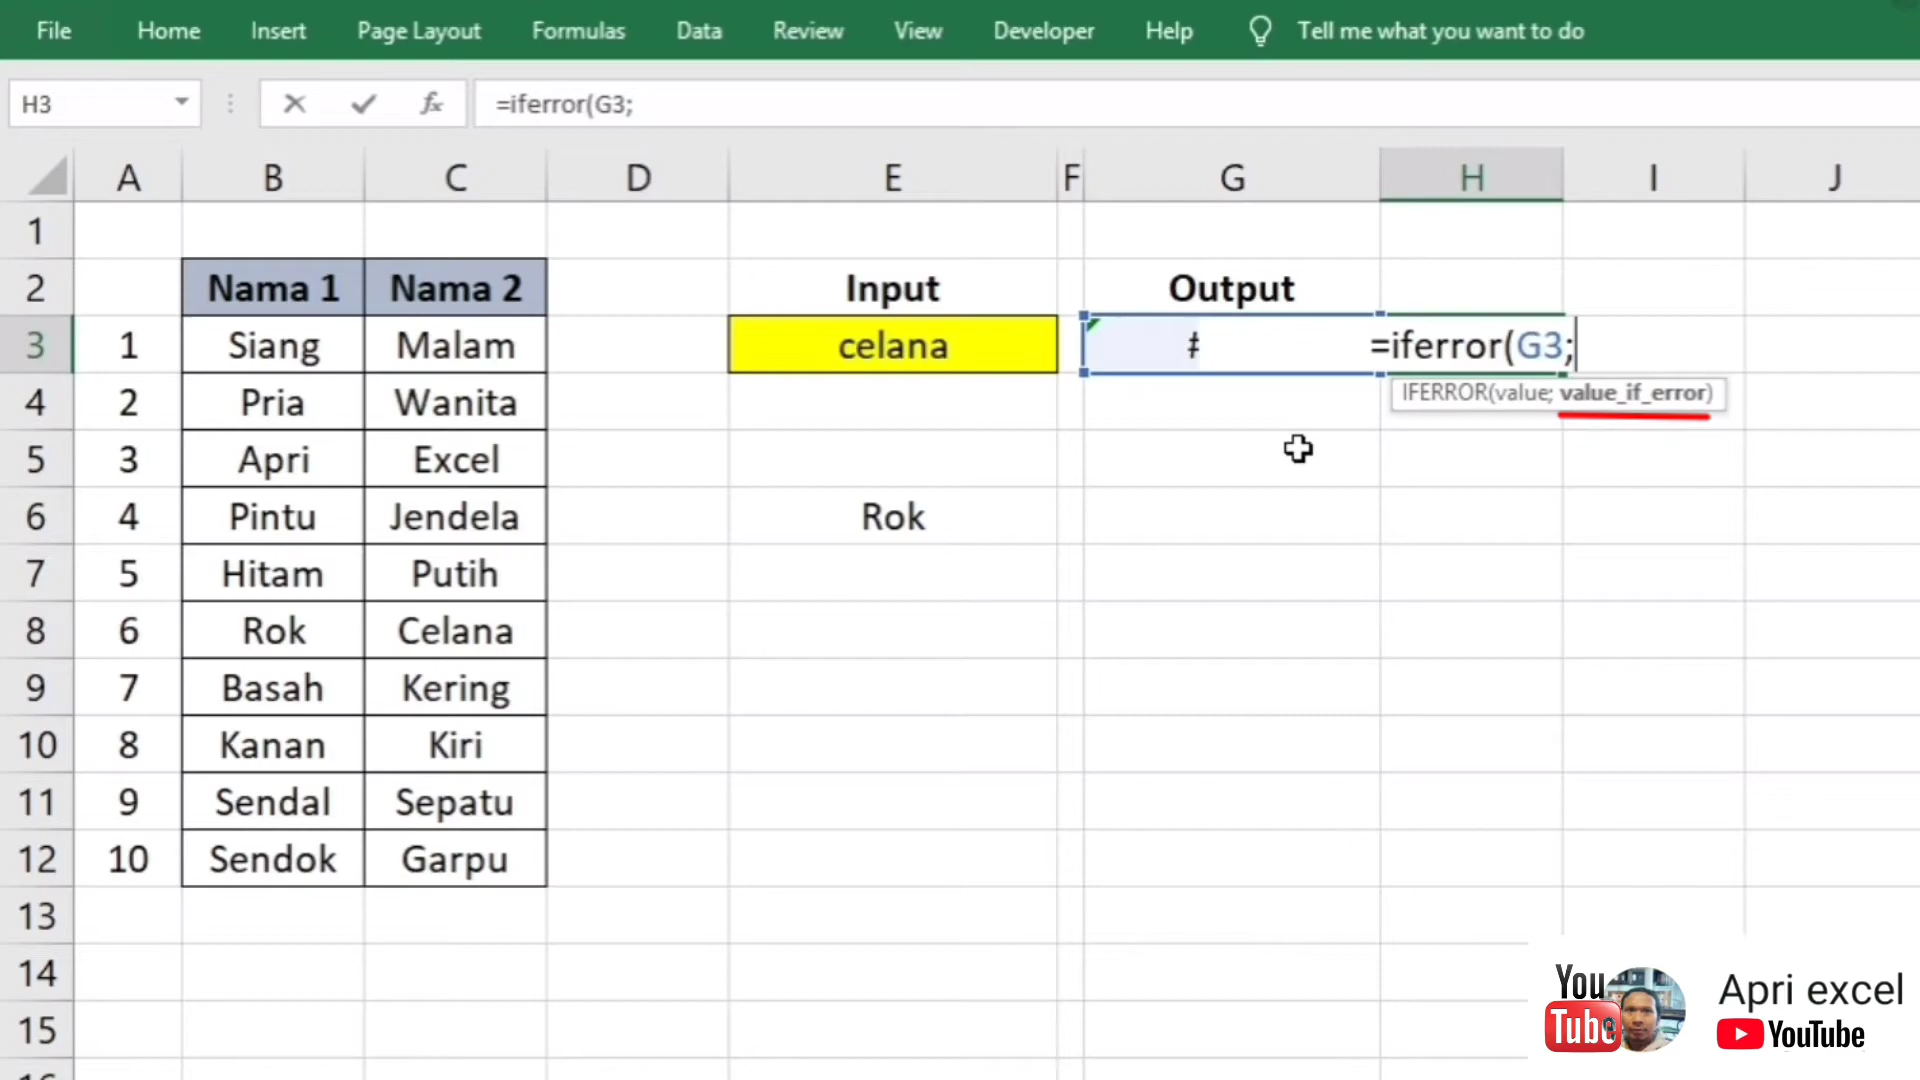 File Home Insert Page Layout Formulas Data Review View Developer Help Tell me what you want to do
H3 fx =iferror(G3;
A B C D E F G H I J
1
2 Nama 1 Nama 2 Input Output
3 1 Siang Malam celana # =iferror(G3;
IFERROR(value; value_if_error)
4 2 Pria Wanita
5 3 Apri Excel
6 4 Pintu Jendela Rok
7 5 Hitam Putih
8 6 Rok Celana
9 7 Basah Kering
10 8 Kanan Kiri
11 9 Sendal Sepatu
12 10 Sendok Garpu
13
14
15
You Tube Apri excel
YouTube